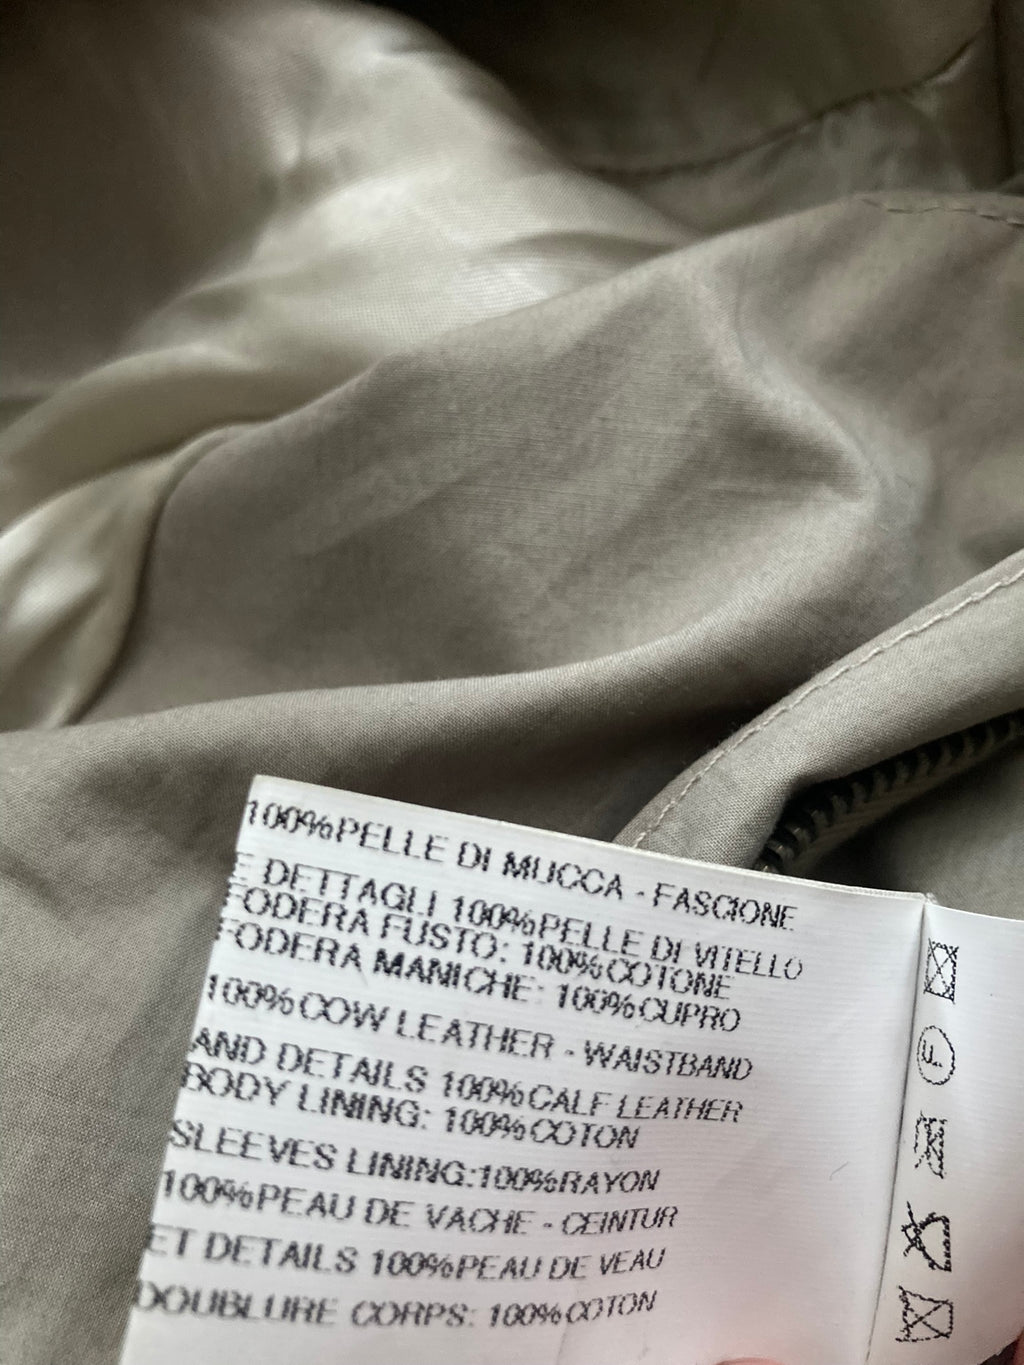 100%PELLE DI MUCCA - FASCIONE
E DETTAGLI 100%PELLE DI VITELLO
FODERA FUSTO: 100%COTONE
FODERA MANICHE: 100%CUPRO
100%COW LEATHER - WAISTBAND
AND DETAILS 100%CALF LEATHER
BODY LINING: 100%COTON
SLEEVES LINING:100%RAYON
100%PEAU DE VACHE - CEINTUR
ET DETAILS 100%PEAU DE VEAU
DOUBLURE CORPS: 100%COTON
F